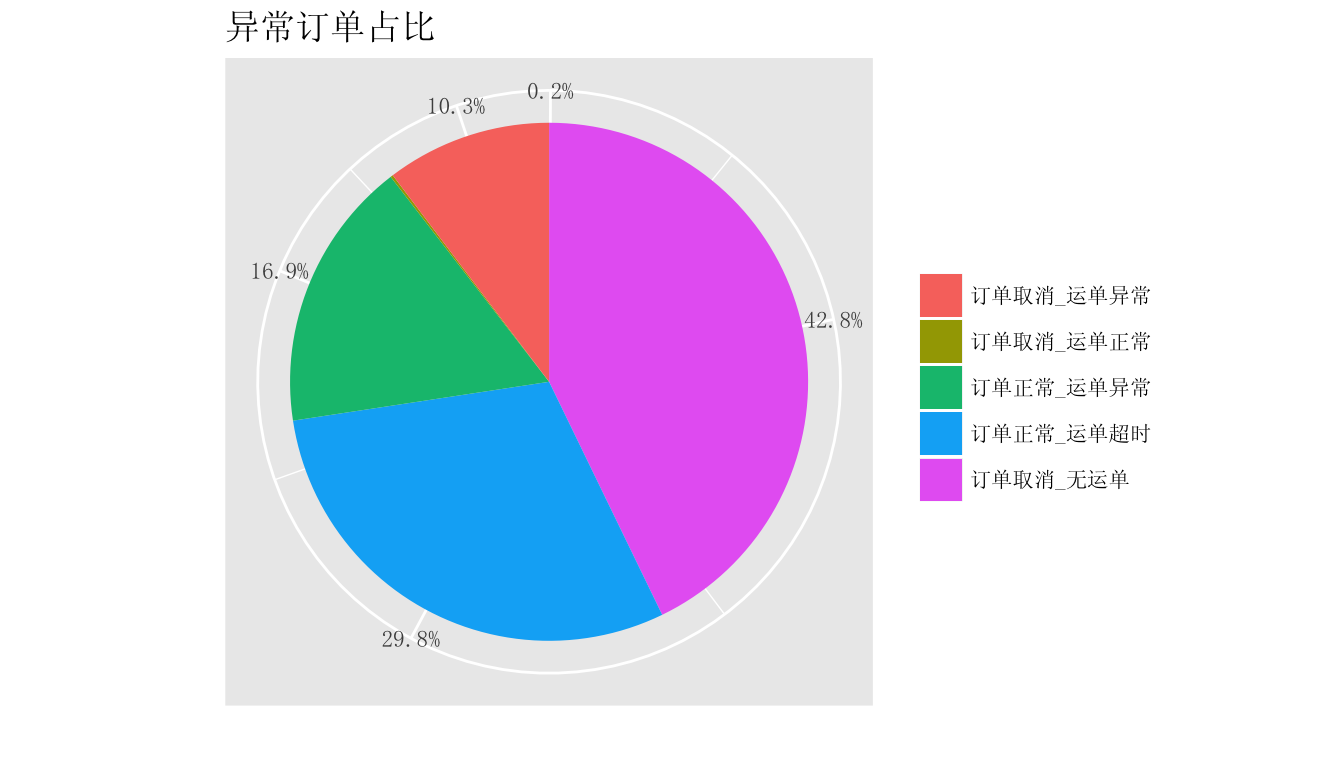 异常订单占比
0.2%
10.3%
16.9%
42.8%
29.8%
订单取消_运单异常
订单取消_运单正常
订单正常_运单异常
订单正常_运单超时
订单取消_无运单